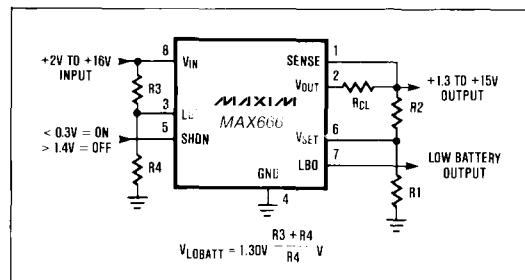 +2V TO +16V
INPUT
8
VIN
R3
3
5
SHDN
< 0.3V = ON
> 1.4V = OFF
R4
MAXIM
MAX666
GND
4
SENSE
1
VOUT
2
RCL
+1.3 TO +15V
OUTPUT
R2
VSET
6
LBO
7
LOW BATTERY
OUTPUT
R1
VLOBATT = 1.30V R3 + R4 / R4 V